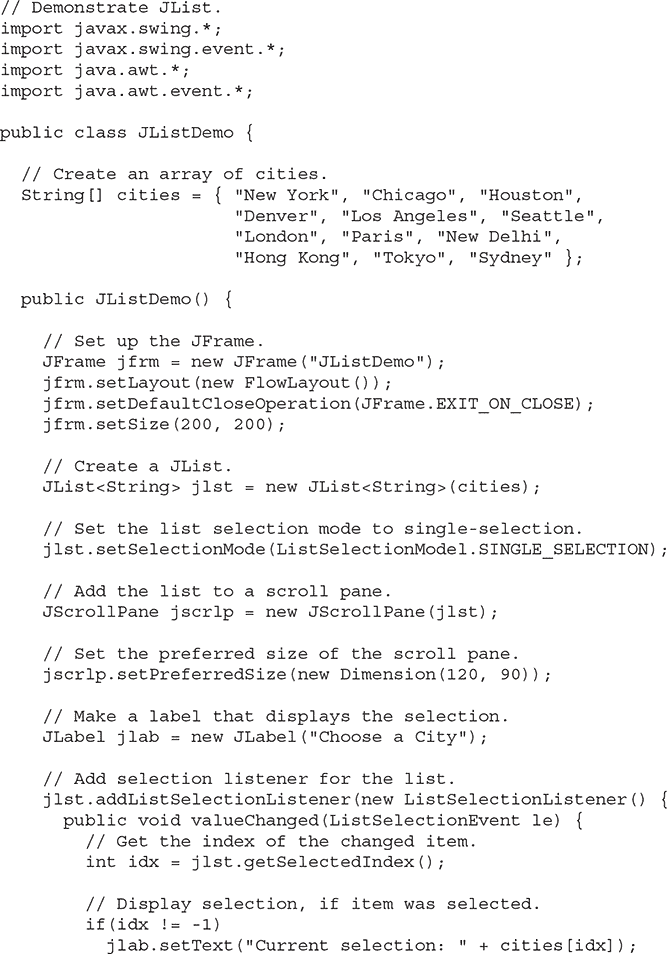 // Demonstrate JList.
import javax.swing.*;
import javax.swing.event.*;
import java.awt.*;
import java.awt.event.*;

public class JListDemo {

  // Create an array of cities.
  String[] cities = { "New York", "Chicago", "Houston",
                      "Denver", "Los Angeles", "Seattle",
                      "London", "Paris", "New Delhi",
                      "Hong Kong", "Tokyo", "Sydney" };

  public JListDemo() {

    // Set up the JFrame.
    JFrame jfrm = new JFrame("JListDemo");
    jfrm.setLayout(new FlowLayout());
    jfrm.setDefaultCloseOperation(JFrame.EXIT_ON_CLOSE);
    jfrm.setSize(200, 200);

    // Create a JList.
    JList<String> jlst = new JList<String>(cities);

    // Set the list selection mode to single-selection.
    jlst.setSelectionMode(ListSelectionModel.SINGLE_SELECTION);

    // Add the list to a scroll pane.
    JScrollPane jscrlp = new JScrollPane(jlst);

    // Set the preferred size of the scroll pane.
    jscrlp.setPreferredSize(new Dimension(120, 90));

    // Make a label that displays the selection.
    JLabel jlab = new JLabel("Choose a City");

    // Add selection listener for the list.
    jlst.addListSelectionListener(new ListSelectionListener() {
      public void valueChanged(ListSelectionEvent le) {
        // Get the index of the changed item.
        int idx = jlst.getSelectedIndex();

        // Display selection, if item was selected.
        if(idx != -1)
          jlab.setText("Current selection: " + cities[idx]);